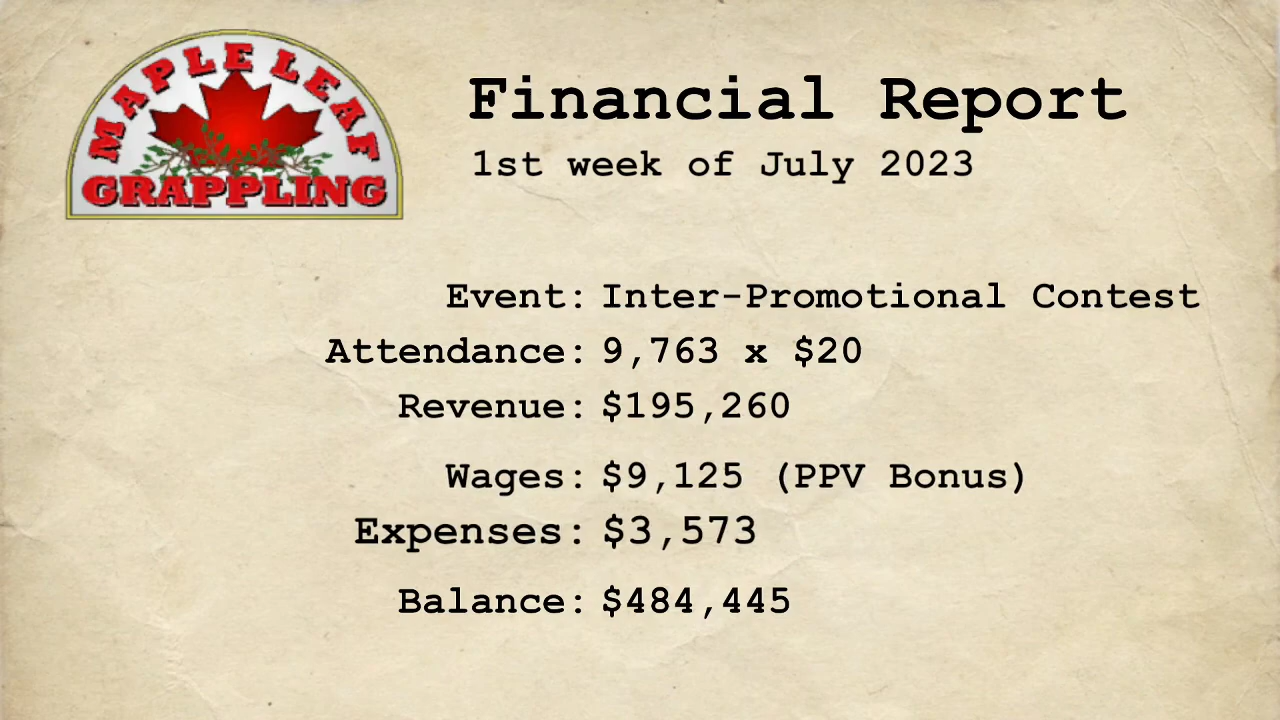 MAPLE LEAF
GRAPPLING
Financial Report
1st week of July 2023
Event: Inter-Promotional Contest
Attendance: 9,763 x $20
Revenue: $195,260
Wages: $9,125 (PPV Bonus)
Expenses: $3,573
Balance: $484,445